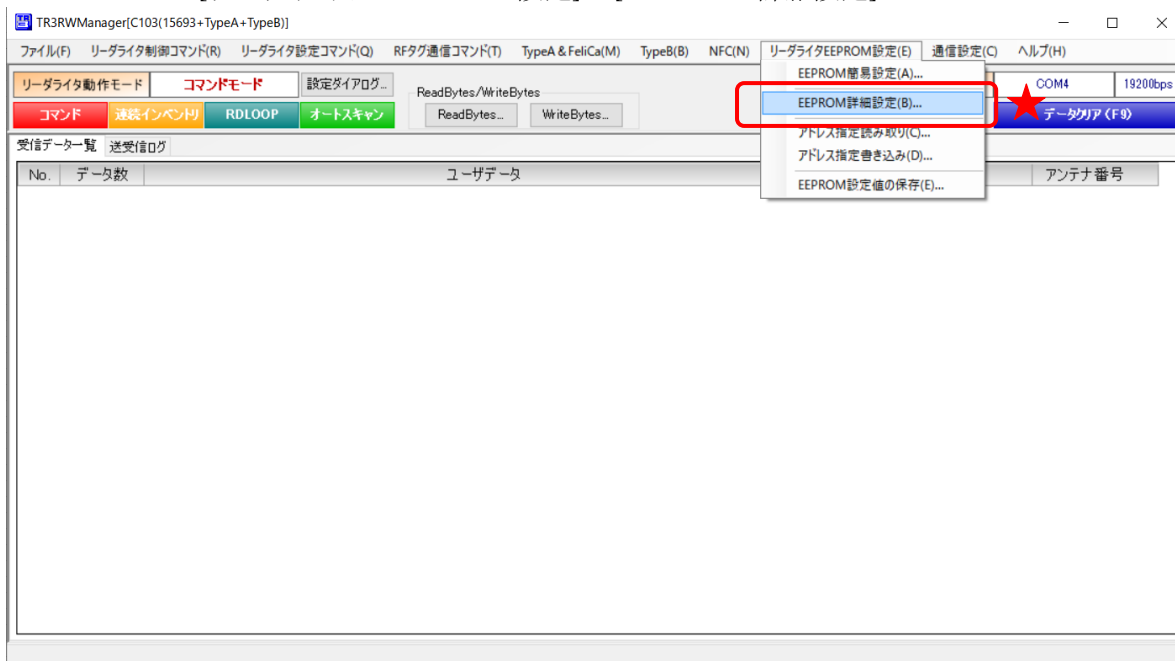 TR3RWManager[C103(15693+TypeA+TypeB)]
ファイル(F) リーダライタ制御コマンド(R) リーダライタ設定コマンド(Q) RFタグ通信コマンド(T) TypeA & FeliCa(M) TypeB(B) NFC(N) リーダライタEEPROM設定(E) 通信設定(C) ヘルプ(H)
リーダライタ動作モード コマンドモード 設定ダイアログ... ReadBytes/WriteBytes COM4 19200bps
コマンド 連続インベントリ RDLOOP オートスキャン ReadBytes... WriteBytes... データクリア（F9）
EEPROM簡易設定(A)...
EEPROM詳細設定(B)...
アドレス指定読み取り(C)...
アドレス指定書き込み(D)...
EEPROM設定値の保存(E)...
受信データ一覧 送受信ログ
No. データ数 ユーザデータ アンテナ番号